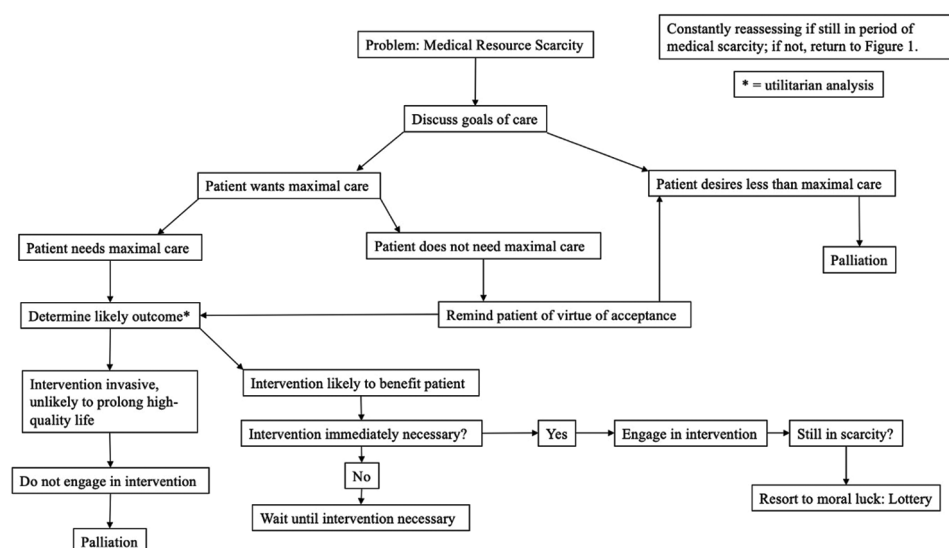 Problem: Medical Resource Scarcity
Constantly reassessing if still in period of
medical scarcity; if not, return to Figure 1.
* = utilitarian analysis
Discuss goals of care
Patient wants maximal care
Patient desires less than maximal care
Patient needs maximal care
Patient does not need maximal care
Palliation
Determine likely outcome*
Remind patient of virtue of acceptance
Intervention invasive,
unlikely to prolong high-
quality life
Intervention likely to benefit patient
Intervention immediately necessary?
Yes
Engage in intervention
Still in scarcity?
Do not engage in intervention
No
Resort to moral luck: Lottery
Wait until intervention necessary
Palliation